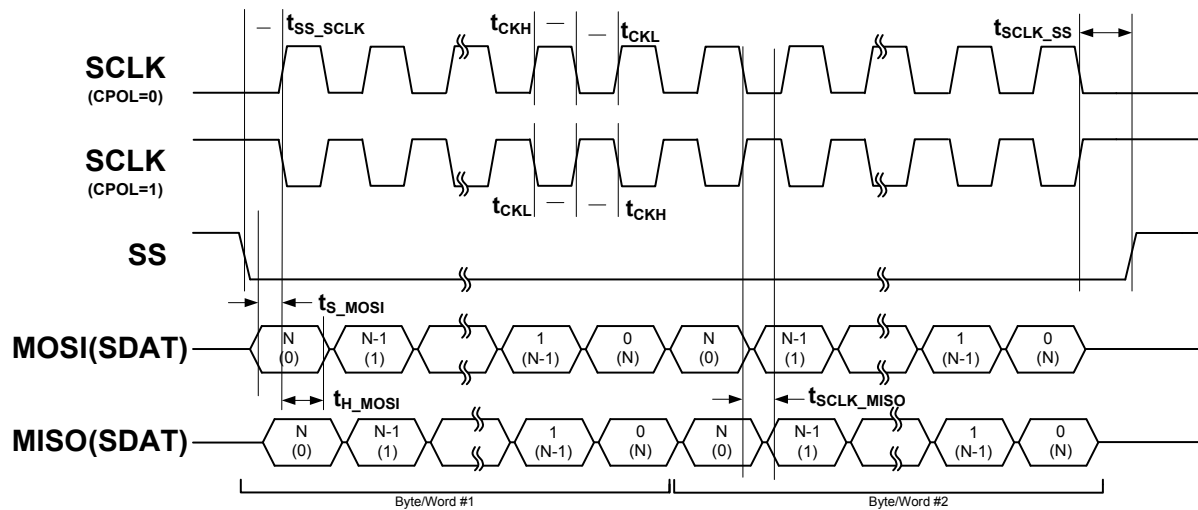 tSS_SCLK
tCKH
tCKL
tSCLK_SS
SCLK
(CPOL=0)
SCLK
(CPOL=1)
tCKL
tCKH
SS
tS_MOSI
MOSI(SDAT)
N
(0)
N-1
(1)
1
(N-1)
0
(N)
N
(0)
N-1
(1)
1
(N-1)
0
(N)
tH_MOSI
tSCLK_MISO
MISO(SDAT)
N
(0)
N-1
(1)
1
(N-1)
0
(N)
N
(0)
N-1
(1)
1
(N-1)
0
(N)
Byte/Word #1
Byte/Word #2